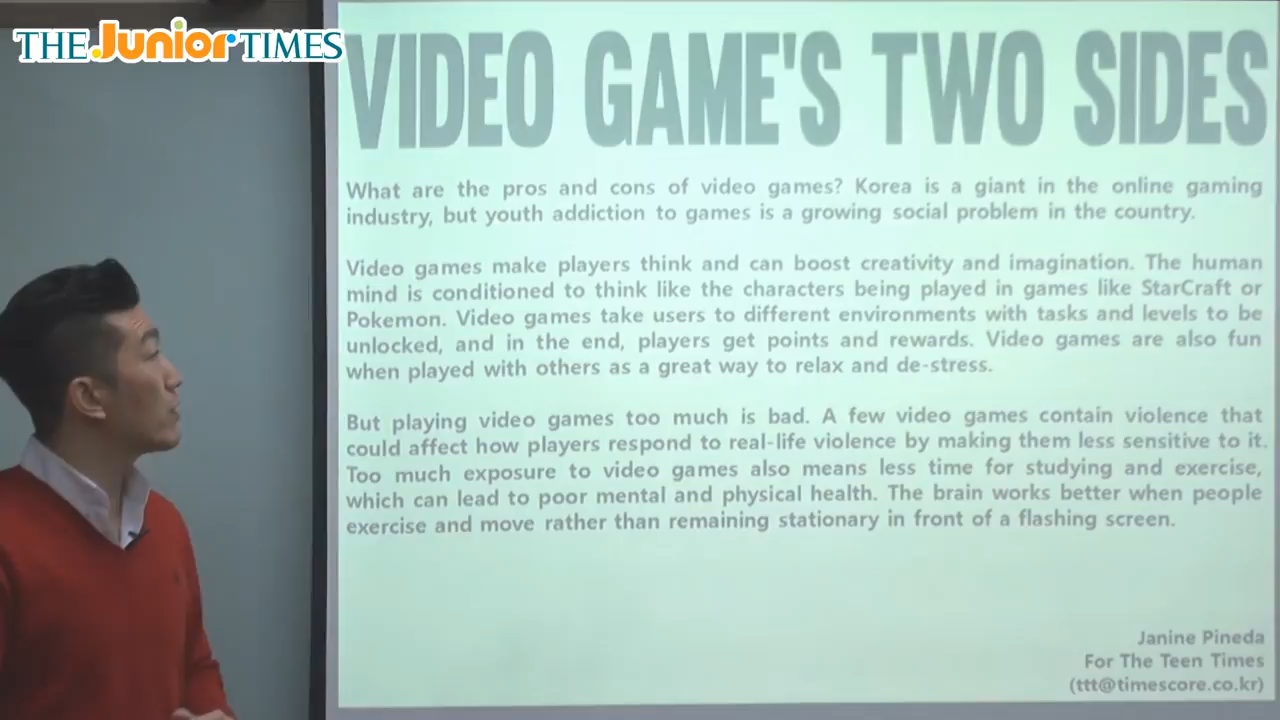 THE Junior TIMES
VIDEO GAME'S TWO SIDES
What are the pros and cons of video games? Korea is a giant in the online gaming
industry, but youth addiction to games is a growing social problem in the country.
Video games make players think and can boost creativity and imagination. The human
mind is conditioned to think like the characters being played in games like StarCraft or
Pokemon. Video games take users to different environments with tasks and levels to be
unlocked, and in the end, players get points and rewards. Video games are also fun
when played with others as a great way to relax and de-stress.
But playing video games too much is bad. A few video games contain violence that
could affect how players respond to real-life violence by making them less sensitive to it.
Too much exposure to video games also means less time for studying and exercise,
which can lead to poor mental and physical health. The brain works better when people
exercise and move rather than remaining stationary in front of a flashing screen.
Janine Pineda
For The Teen Times
(ttt@timescore.co.kr)